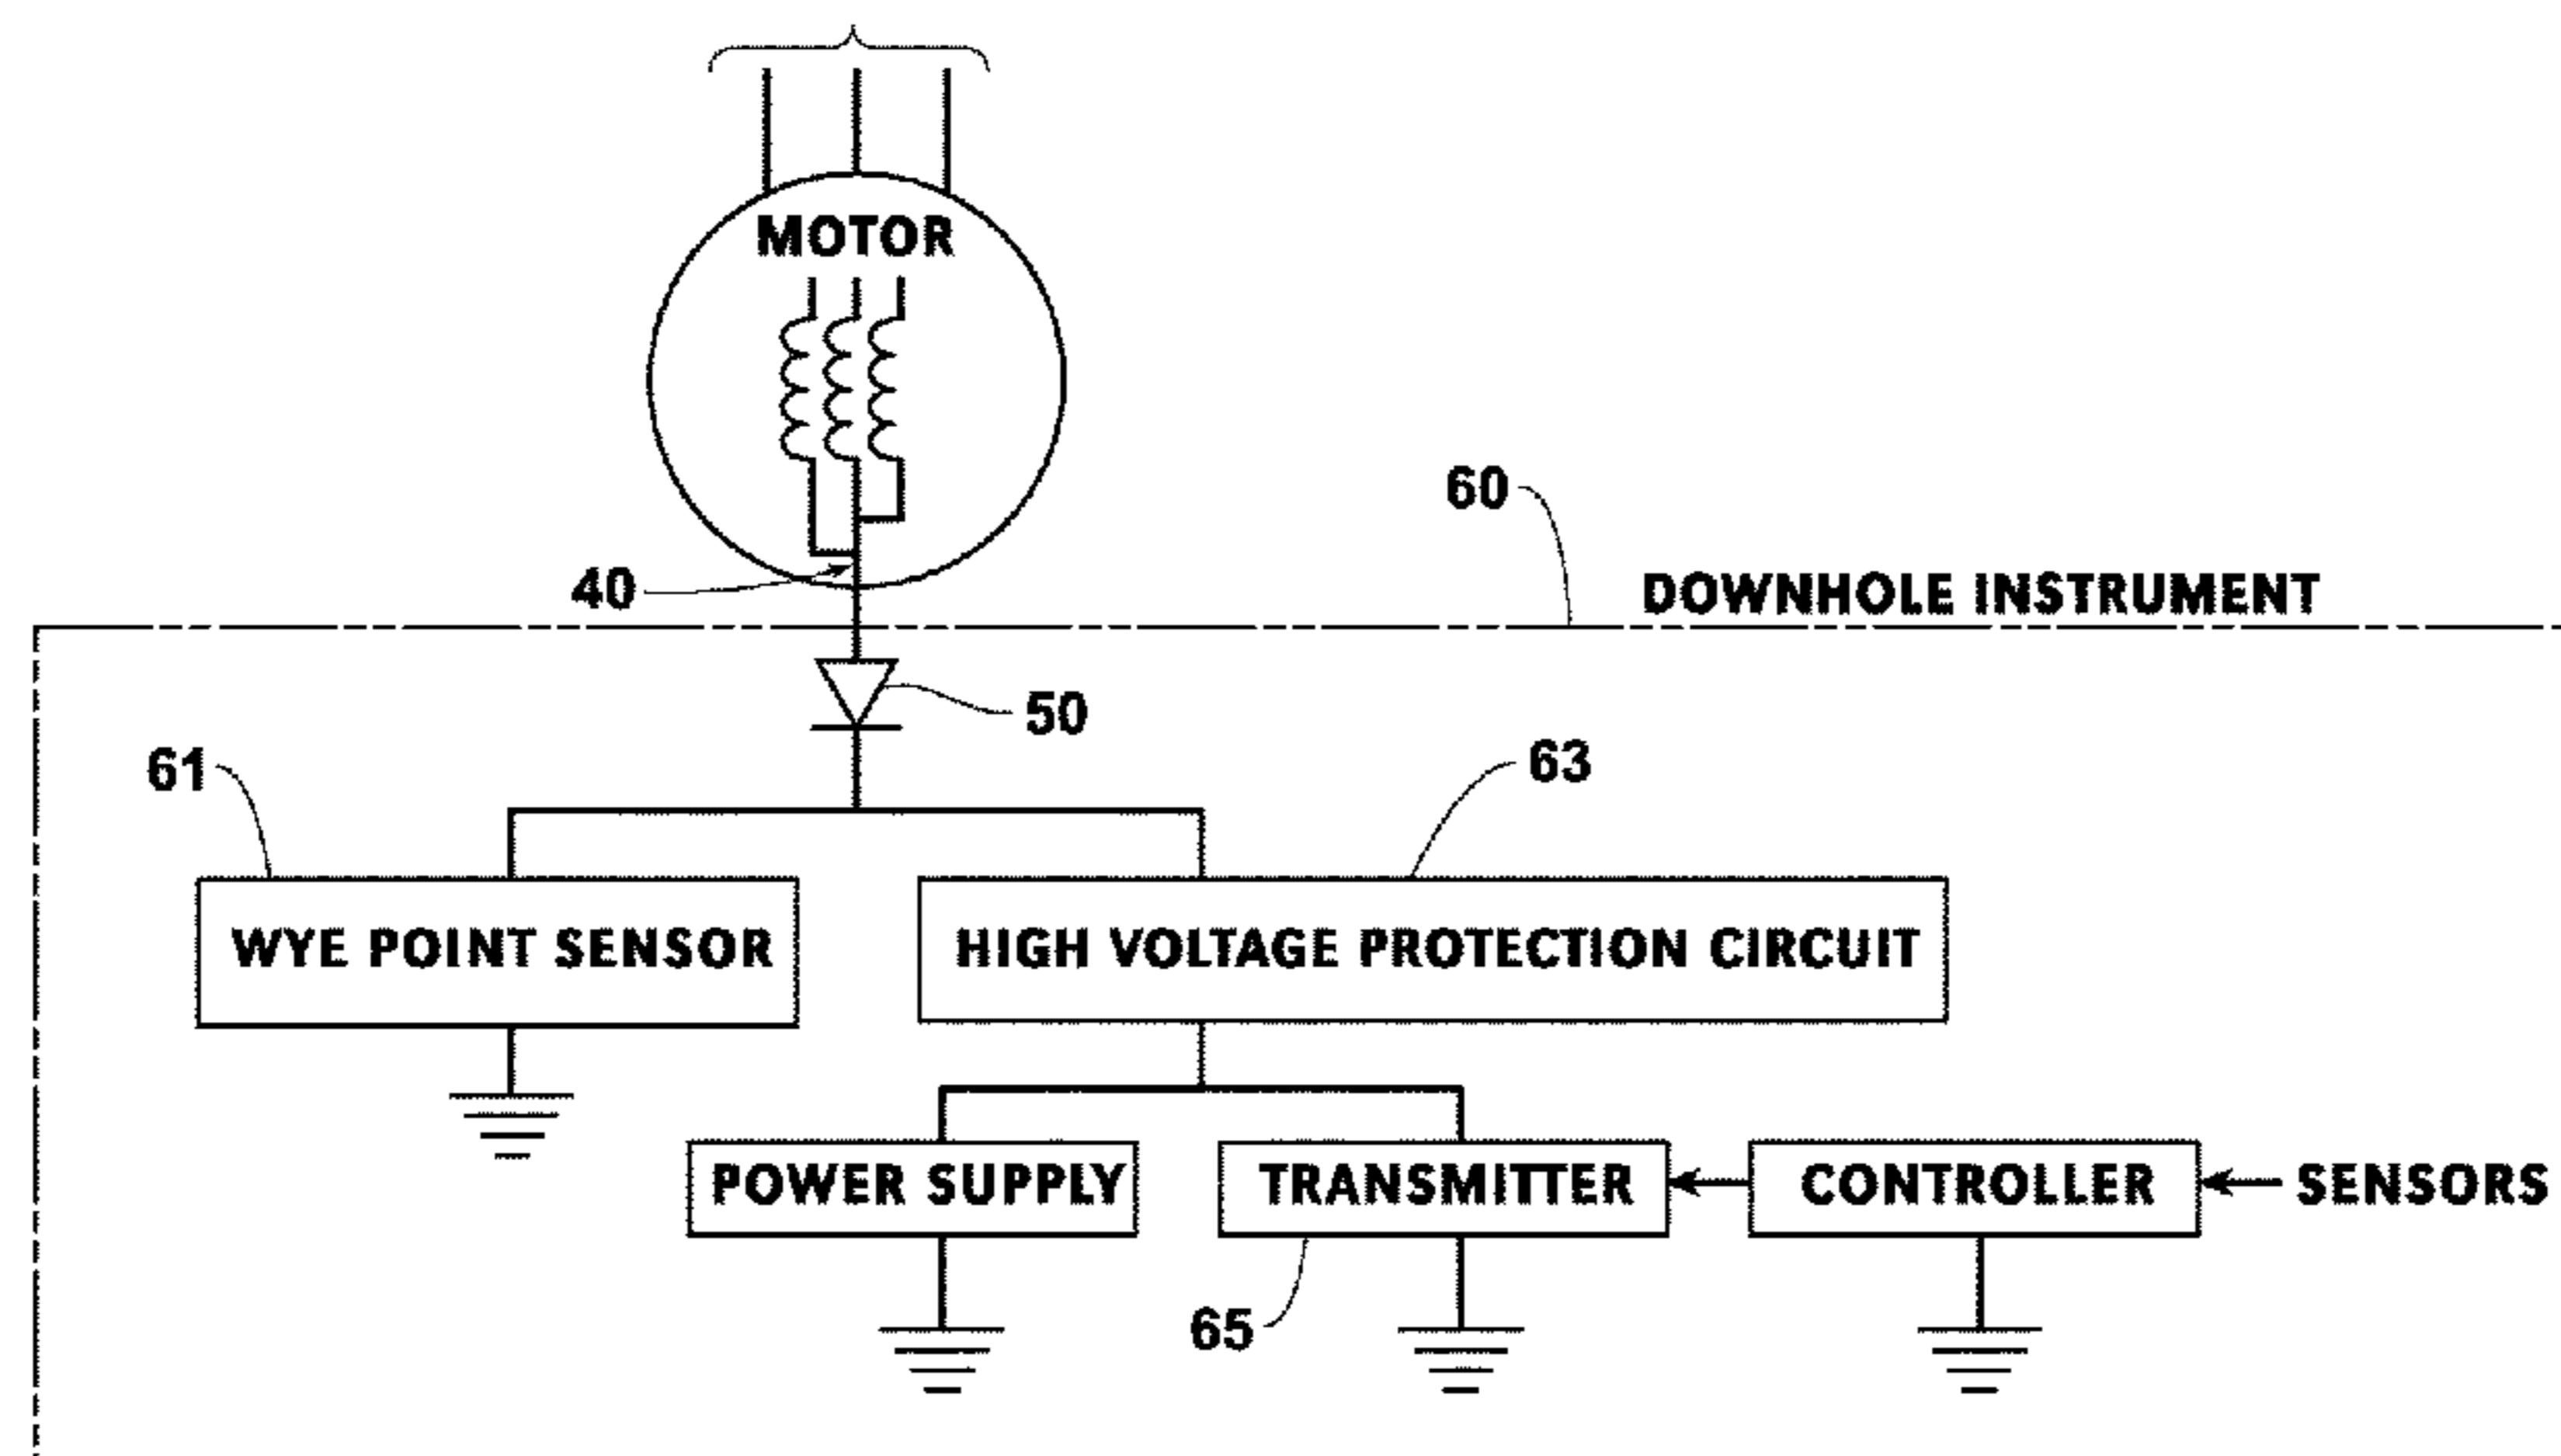 MOTOR
60
40
DOWNHOLE INSTRUMENT
50
61
63
WYE POINT SENSOR
HIGH VOLTAGE PROTECTION CIRCUIT
POWER SUPPLY
TRANSMITTER
CONTROLLER
SENSORS
65